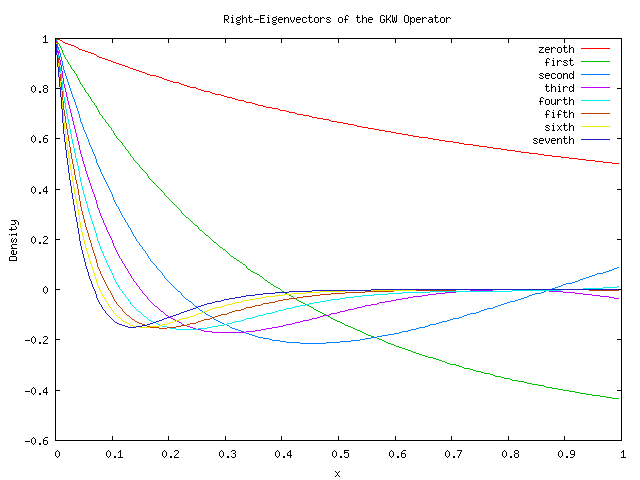 Right-Eigenvectors of the GKW Operator
zeroth
first
second
third
fourth
fifth
sixth
seventh
1
0.8
0.6
0.4
0.2
0
-0.2
-0.4
-0.6
Density
0 0.1 0.2 0.3 0.4 0.5 0.6 0.7 0.8 0.9 1
x